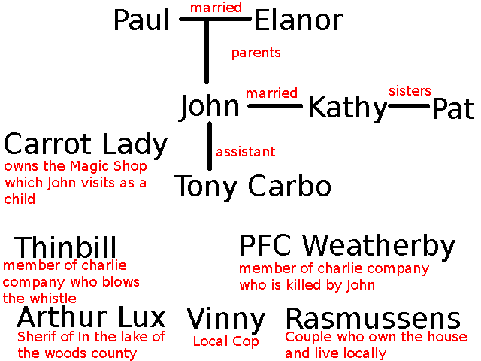 married
Paul Elanor
parents
married sisters
John Kathy Pat
Carrot Lady
owns the Magic Shop
which John visits as a
child
assistant
Tony Carbo
Thinbill
member of charlie
company who blows
the whistle
PFC Weatherby
member of charlie company
who is killed by John
Arthur Lux
Sherif of In the lake of
the woods county
Vinny
Local Cop
Rasmussens
Couple who own the house
and live locally